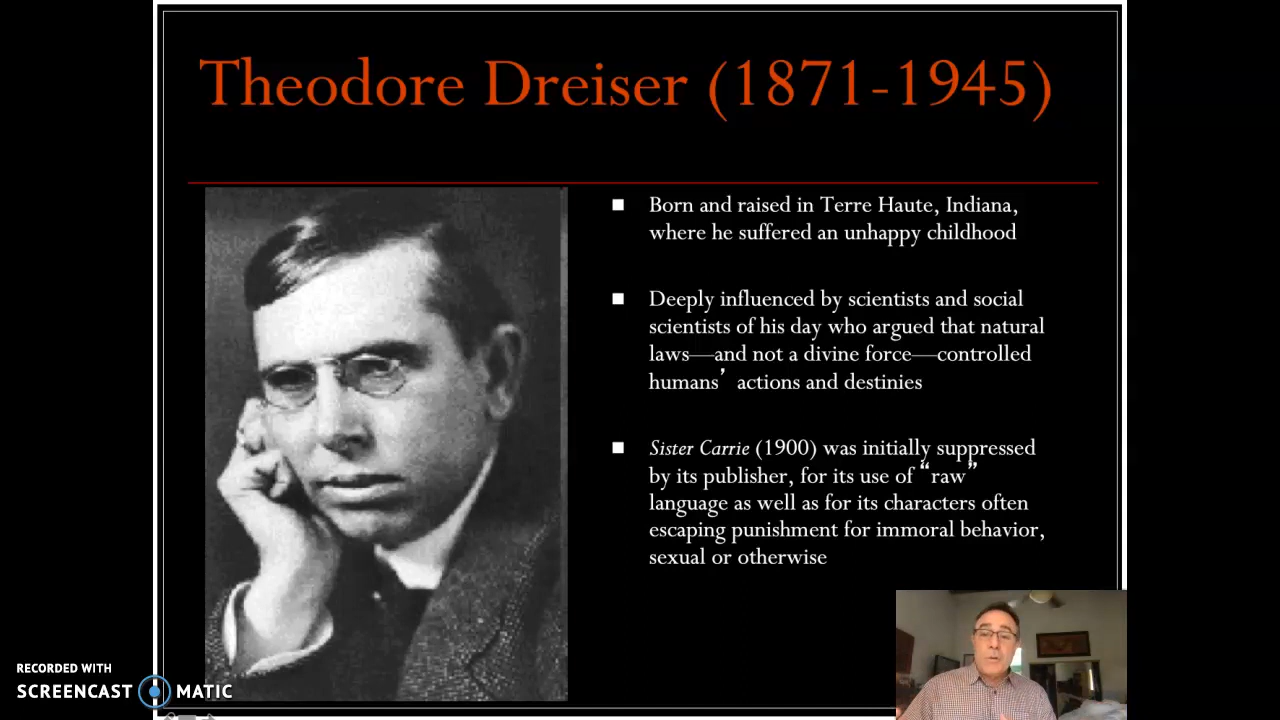 Theodore Dreiser (1871-1945)
Born and raised in Terre Haute, Indiana,
where he suffered an unhappy childhood
Deeply influenced by scientists and social
scientists of his day who argued that natural
laws—and not a divine force—controlled
humans’ actions and destinies
Sister Carrie (1900) was initially suppressed
by its publisher, for its use of “raw”
language as well as for its characters often
escaping punishment for immoral behavior,
sexual or otherwise
RECORDED WITH
SCREENCAST MATIC